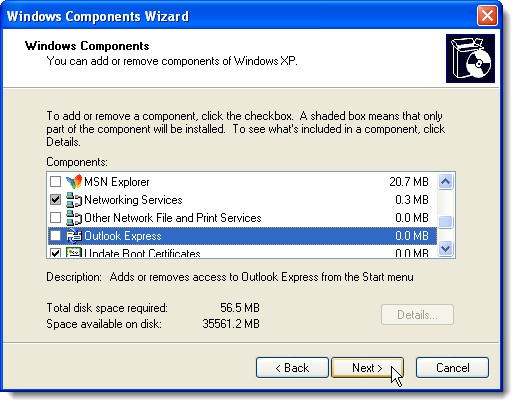 Windows Components Wizard
Windows Components
You can add or remove components of Windows XP.
To add or remove a component, click the checkbox. A shaded box means that only
part of the component will be installed. To see what's included in a component, click
Details.
Components:
MSN Explorer 20.7 MB
Networking Services 0.3 MB
Other Network File and Print Services 0.0 MB
Outlook Express 0.0 MB
Update Root Certificates 0.0 MB
Description: Adds or removes access to Outlook Express from the Start menu
Total disk space required: 56.5 MB
Space available on disk: 35561.2 MB
Details...
< Back Next > Cancel